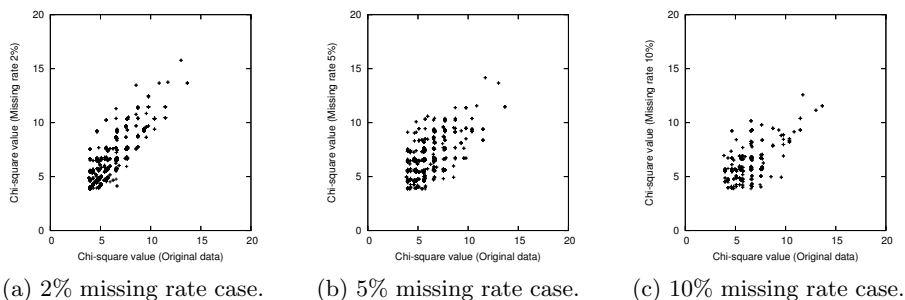 20
15
10
5
0
0 5 10 15 20
Chi-square value (Missing rate 2%)
Chi-square value (Original data)
(a) 2% missing rate case.
20
15
10
5
0
0 5 10 15 20
Chi-square value (Missing rate 5%)
Chi-square value (Original data)
(b) 5% missing rate case.
20
15
10
5
0
0 5 10 15 20
Chi-square value (Missing rate 10%)
Chi-square value (Original data)
(c) 10% missing rate case.